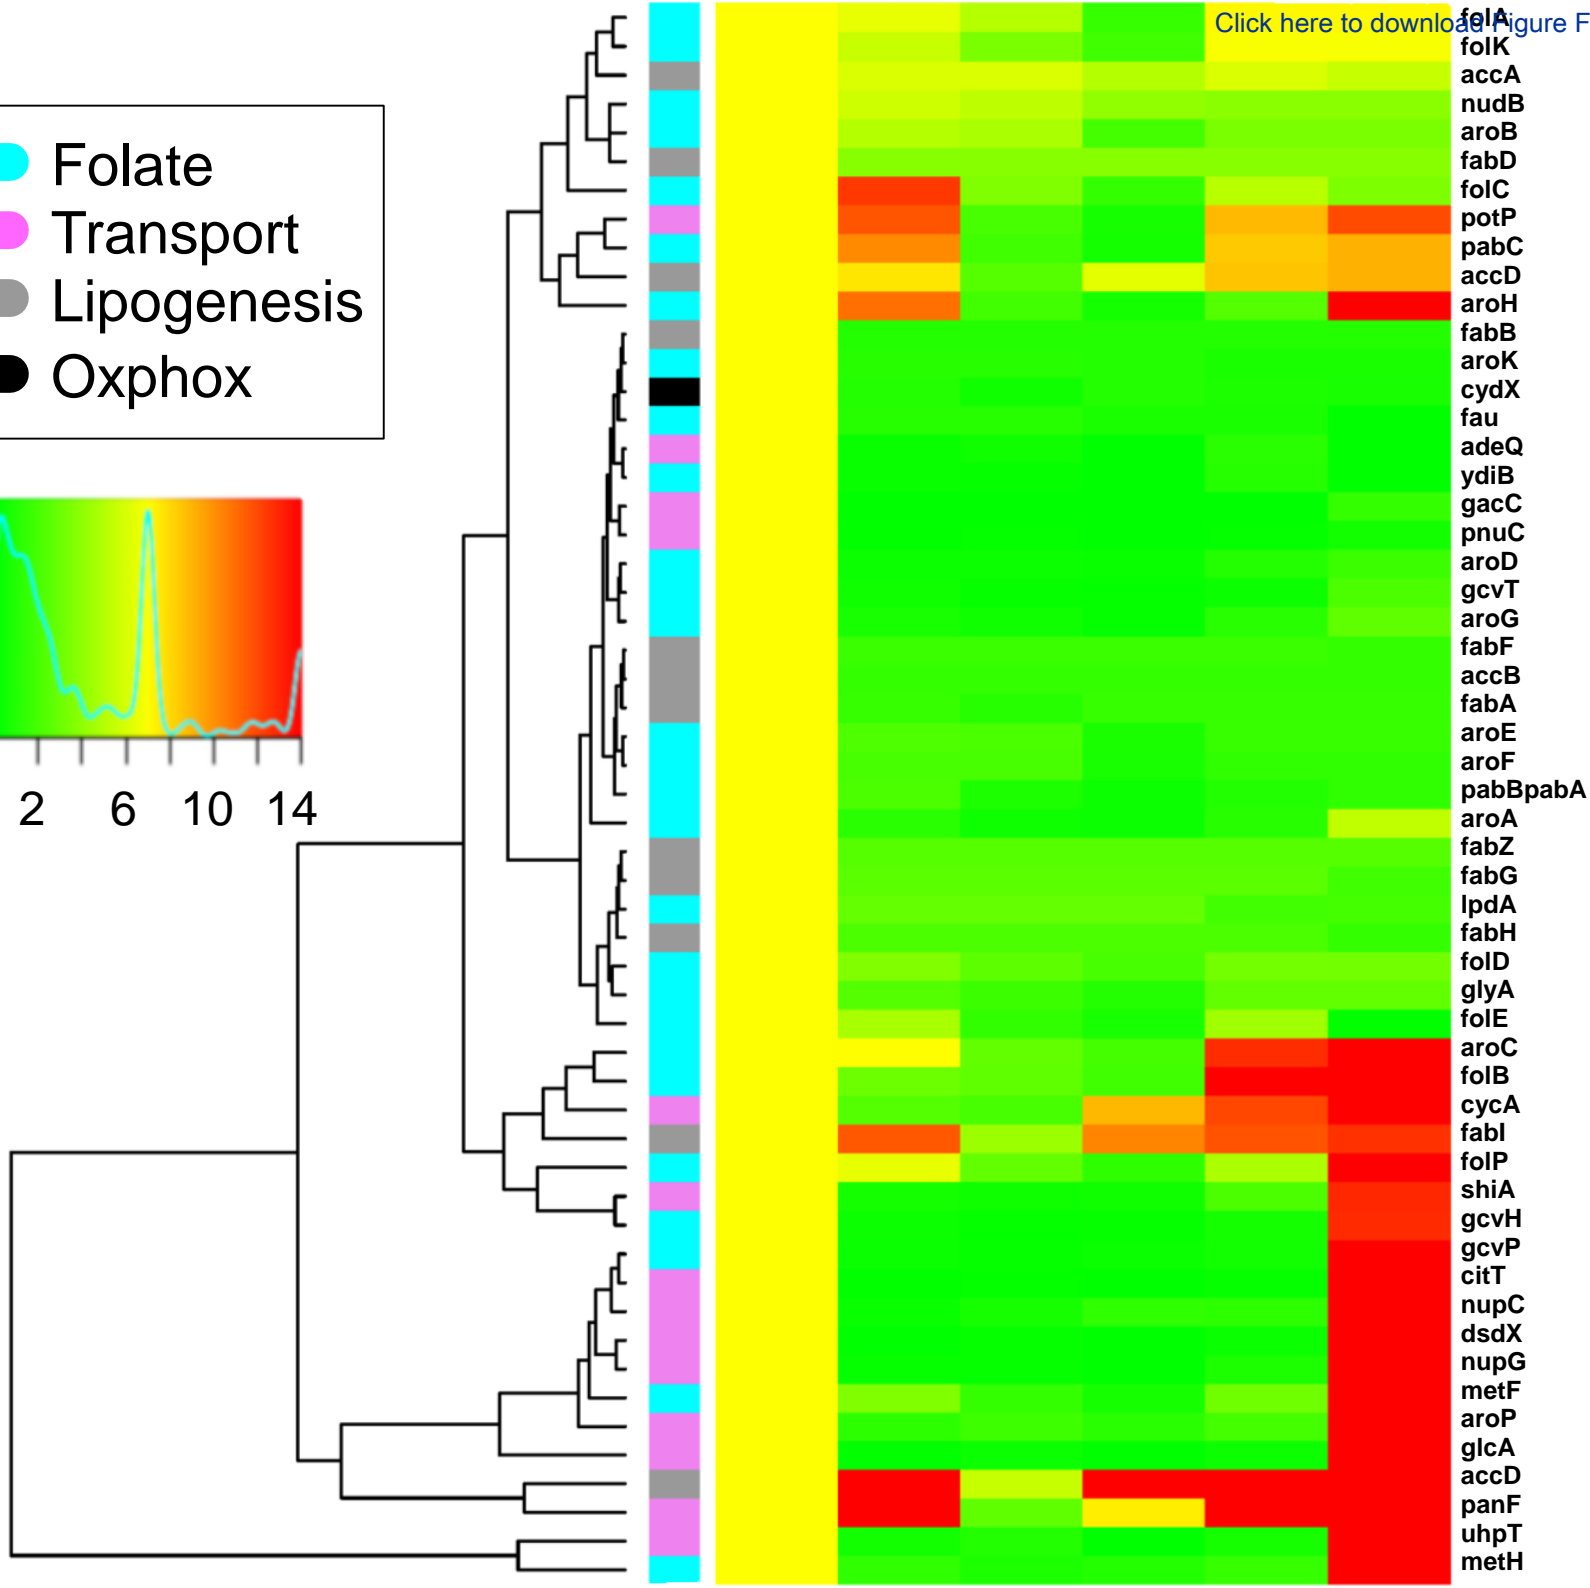 Click here to download Figure F
folA
folK
accA
nudB
aroB
fabD
folC
potP
pabC
accD
aroH
fabB
aroK
cydX
fau
adeQ
ydiB
gacC
pnuC
aroD
gcvT
aroG
fabF
accB
fabA
aroE
aroF
pabBpabA
aroA
fabZ
fabG
lpdA
fabH
folD
glyA
folE
aroC
folB
cycA
fabI
folP
shiA
gcvH
gcvP
citT
nupC
dsdX
nupG
metF
aroP
glcA
accD
panF
uhpT
metH
Folate
Transport
Lipogenesis
Oxphox
2 6 10 14